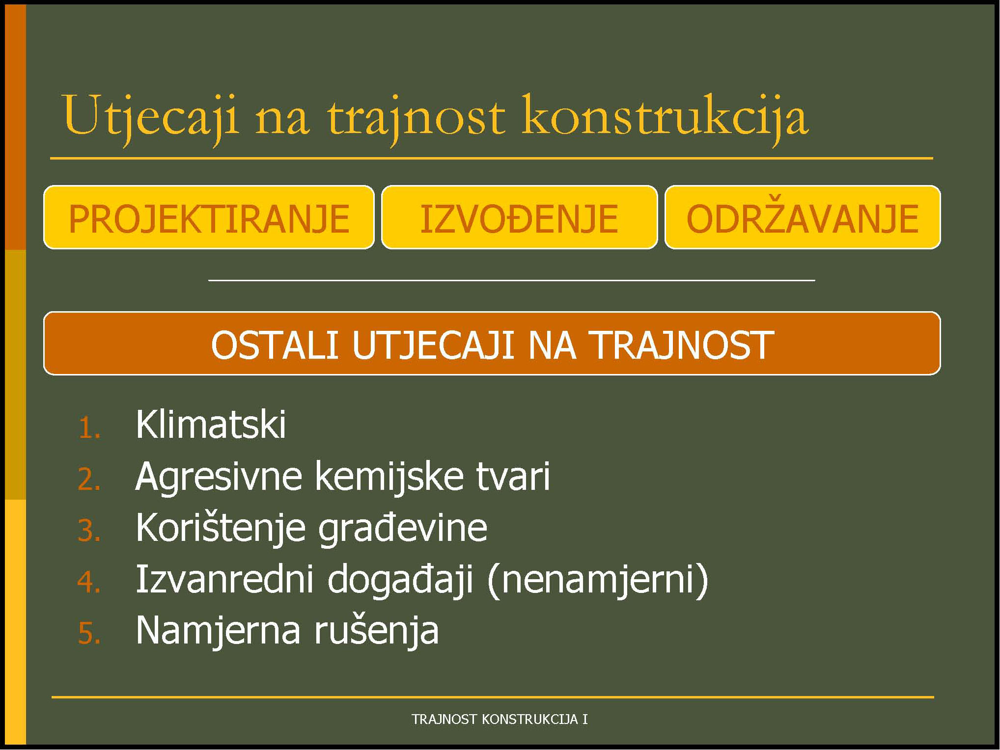 Utjecaji na trajnost konstrukcija
PROJEKTIRANJE IZVOĐENJE ODRŽAVANJE
OSTALI UTJECAJI NA TRAJNOST
1. Klimatski
2. Agresivne kemijske tvari
3. Korištenje građevine
4. Izvanredni događaji (nenamjerni)
5. Namjerna rušenja
TRAJNOST KONSTRUKCIJA I